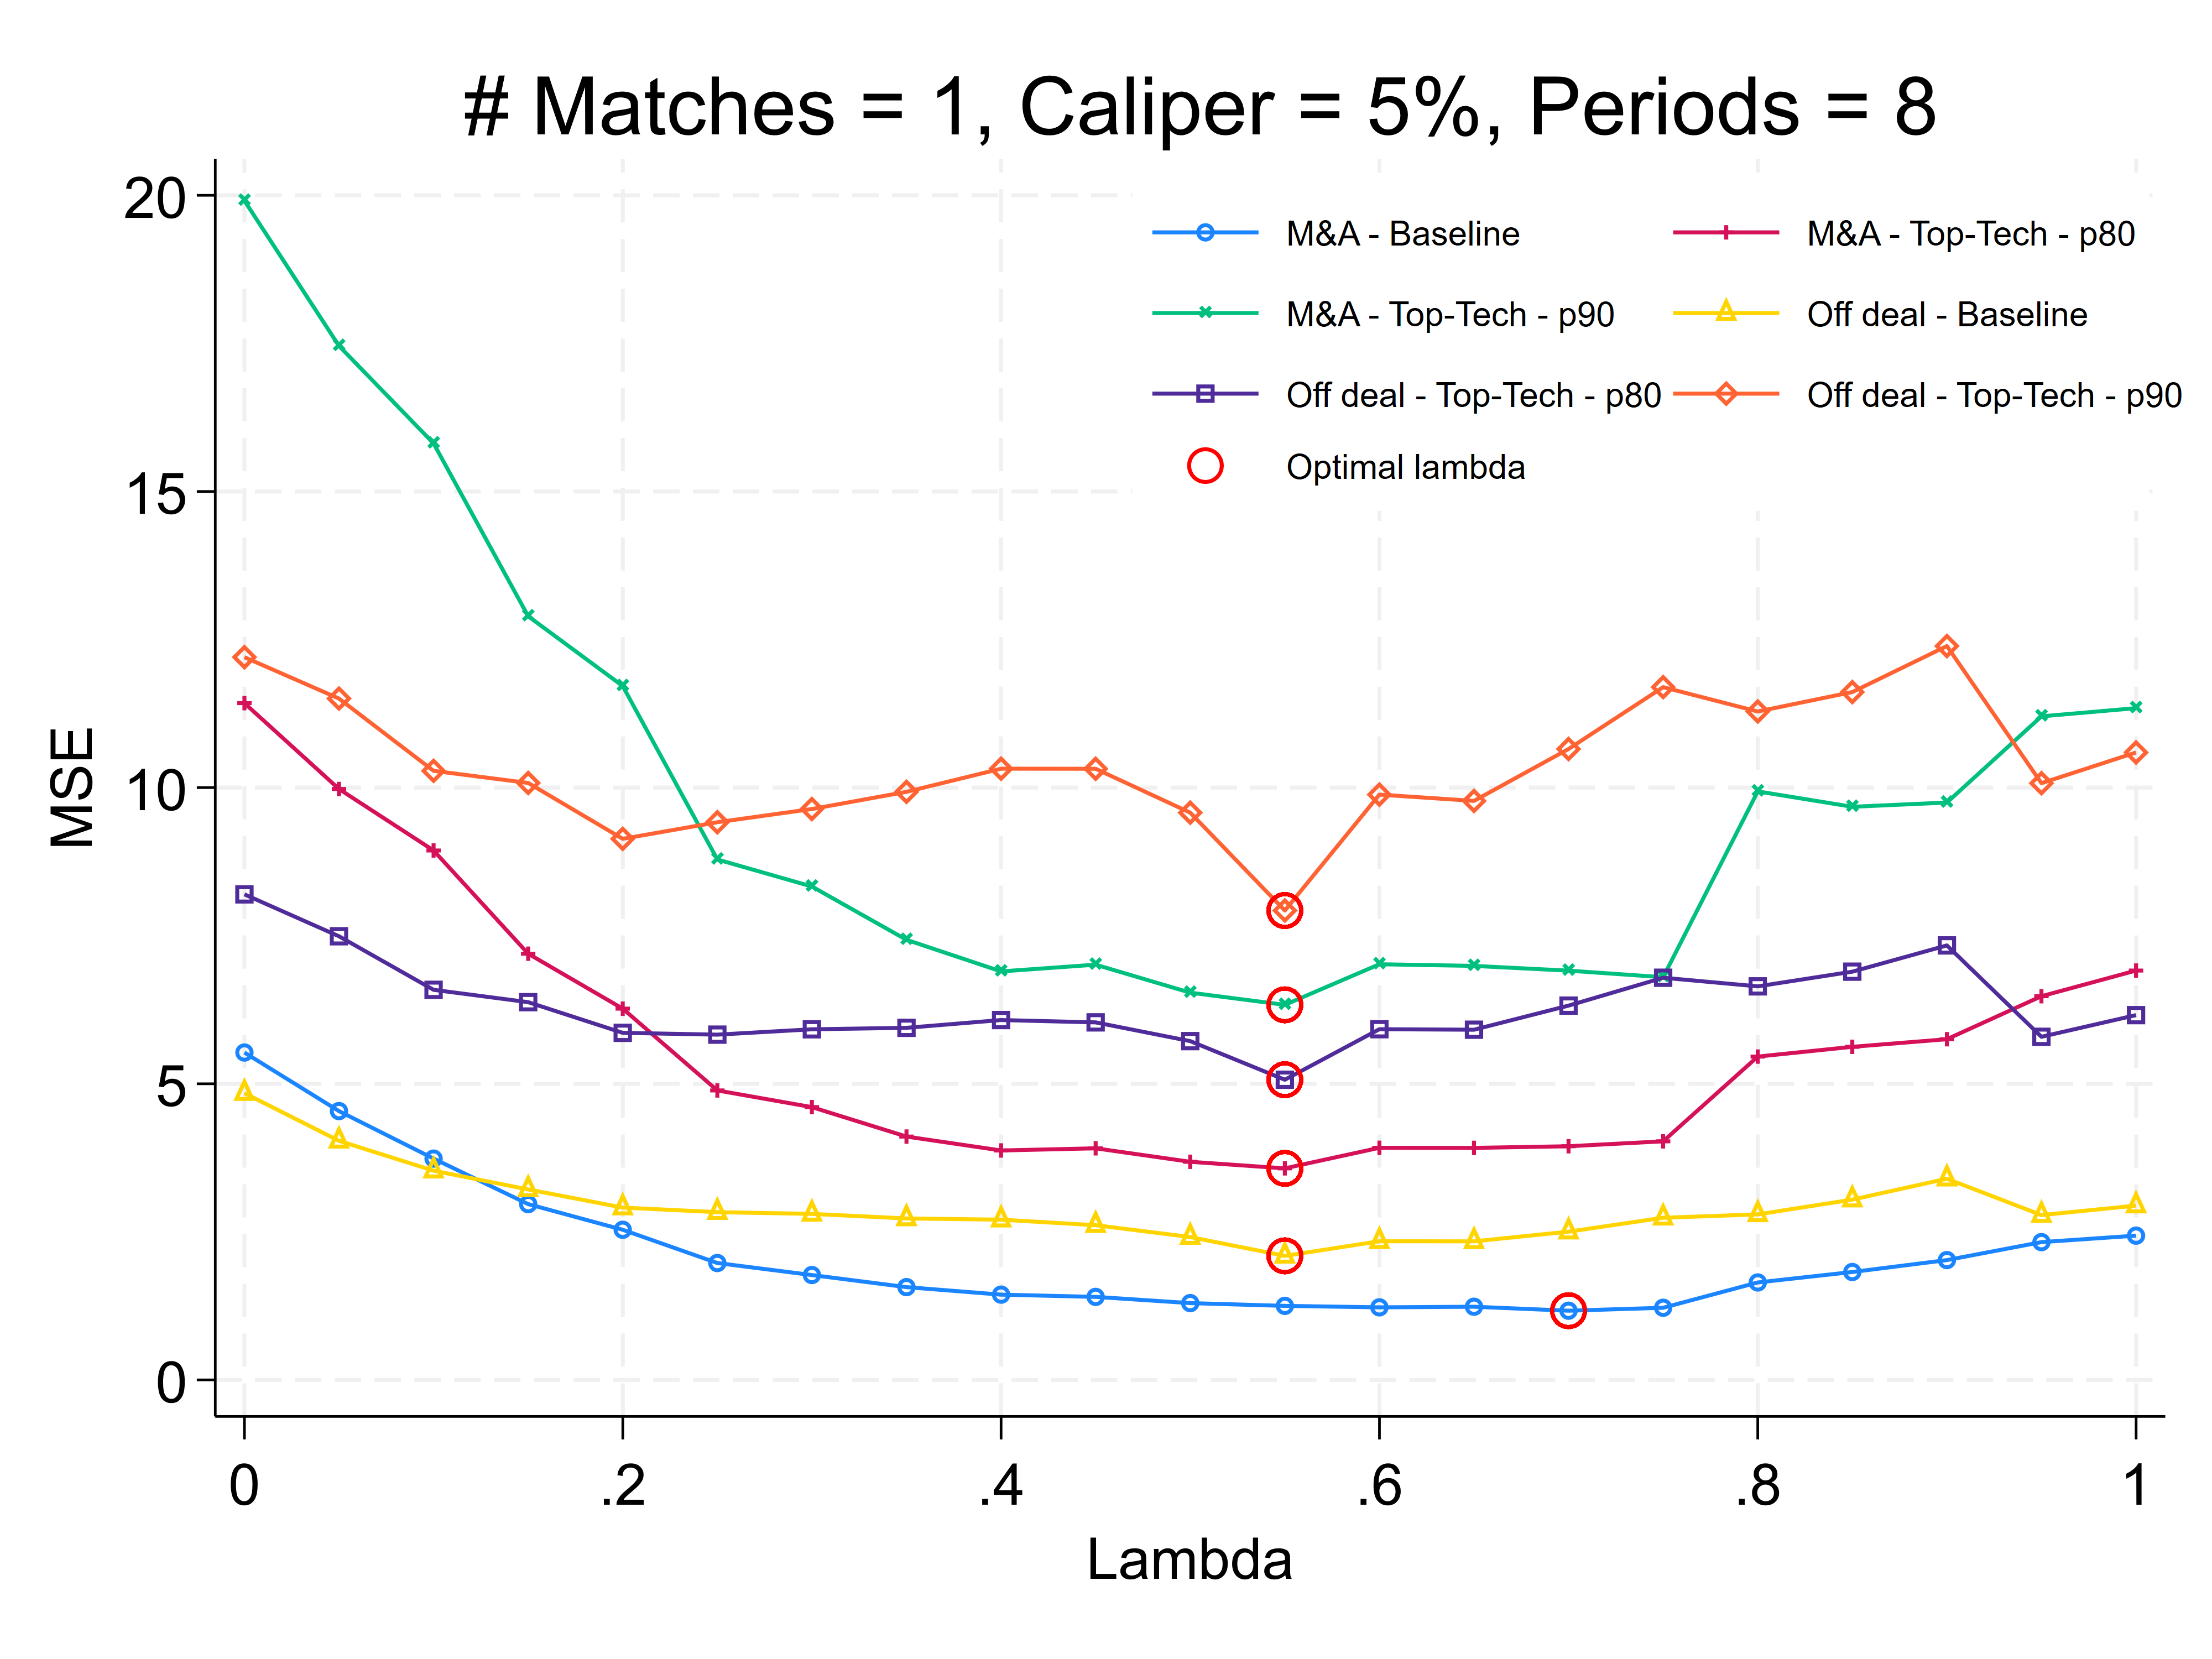 # Matches = 1, Caliper = 5%, Periods = 8
M&A - Baseline
M&A - Top-Tech - p80
M&A - Top-Tech - p90
Off deal - Baseline
Off deal - Top-Tech - p80
Off deal - Top-Tech - p90
Optimal lambda
MSE
20
15
10
5
0
0 .2 .4 .6 .8 1
Lambda